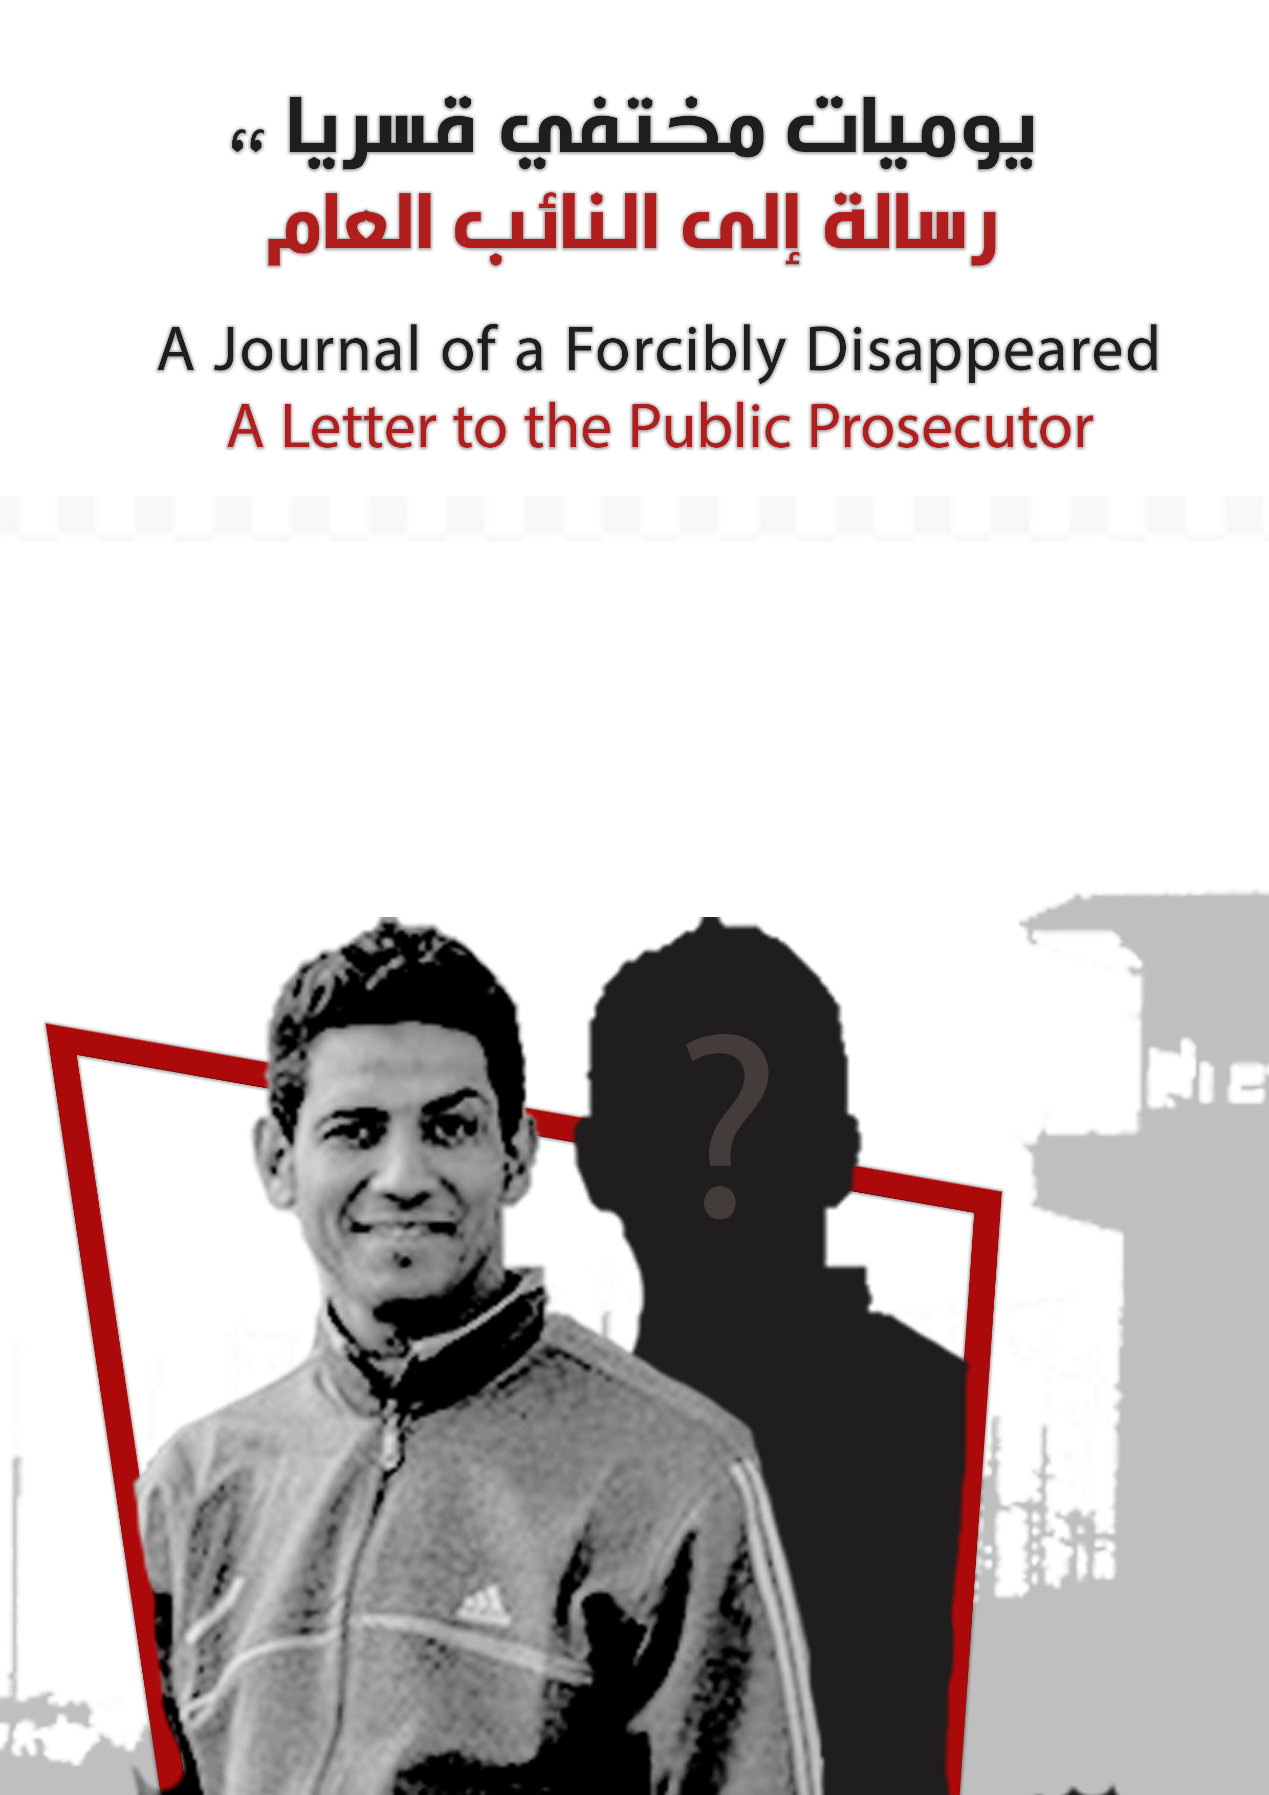 يوميات مختفي قسريا “
رسالة إلى النائب العام
A Journal of a Forcibly Disappeared
A Letter to the Public Prosecutor
?